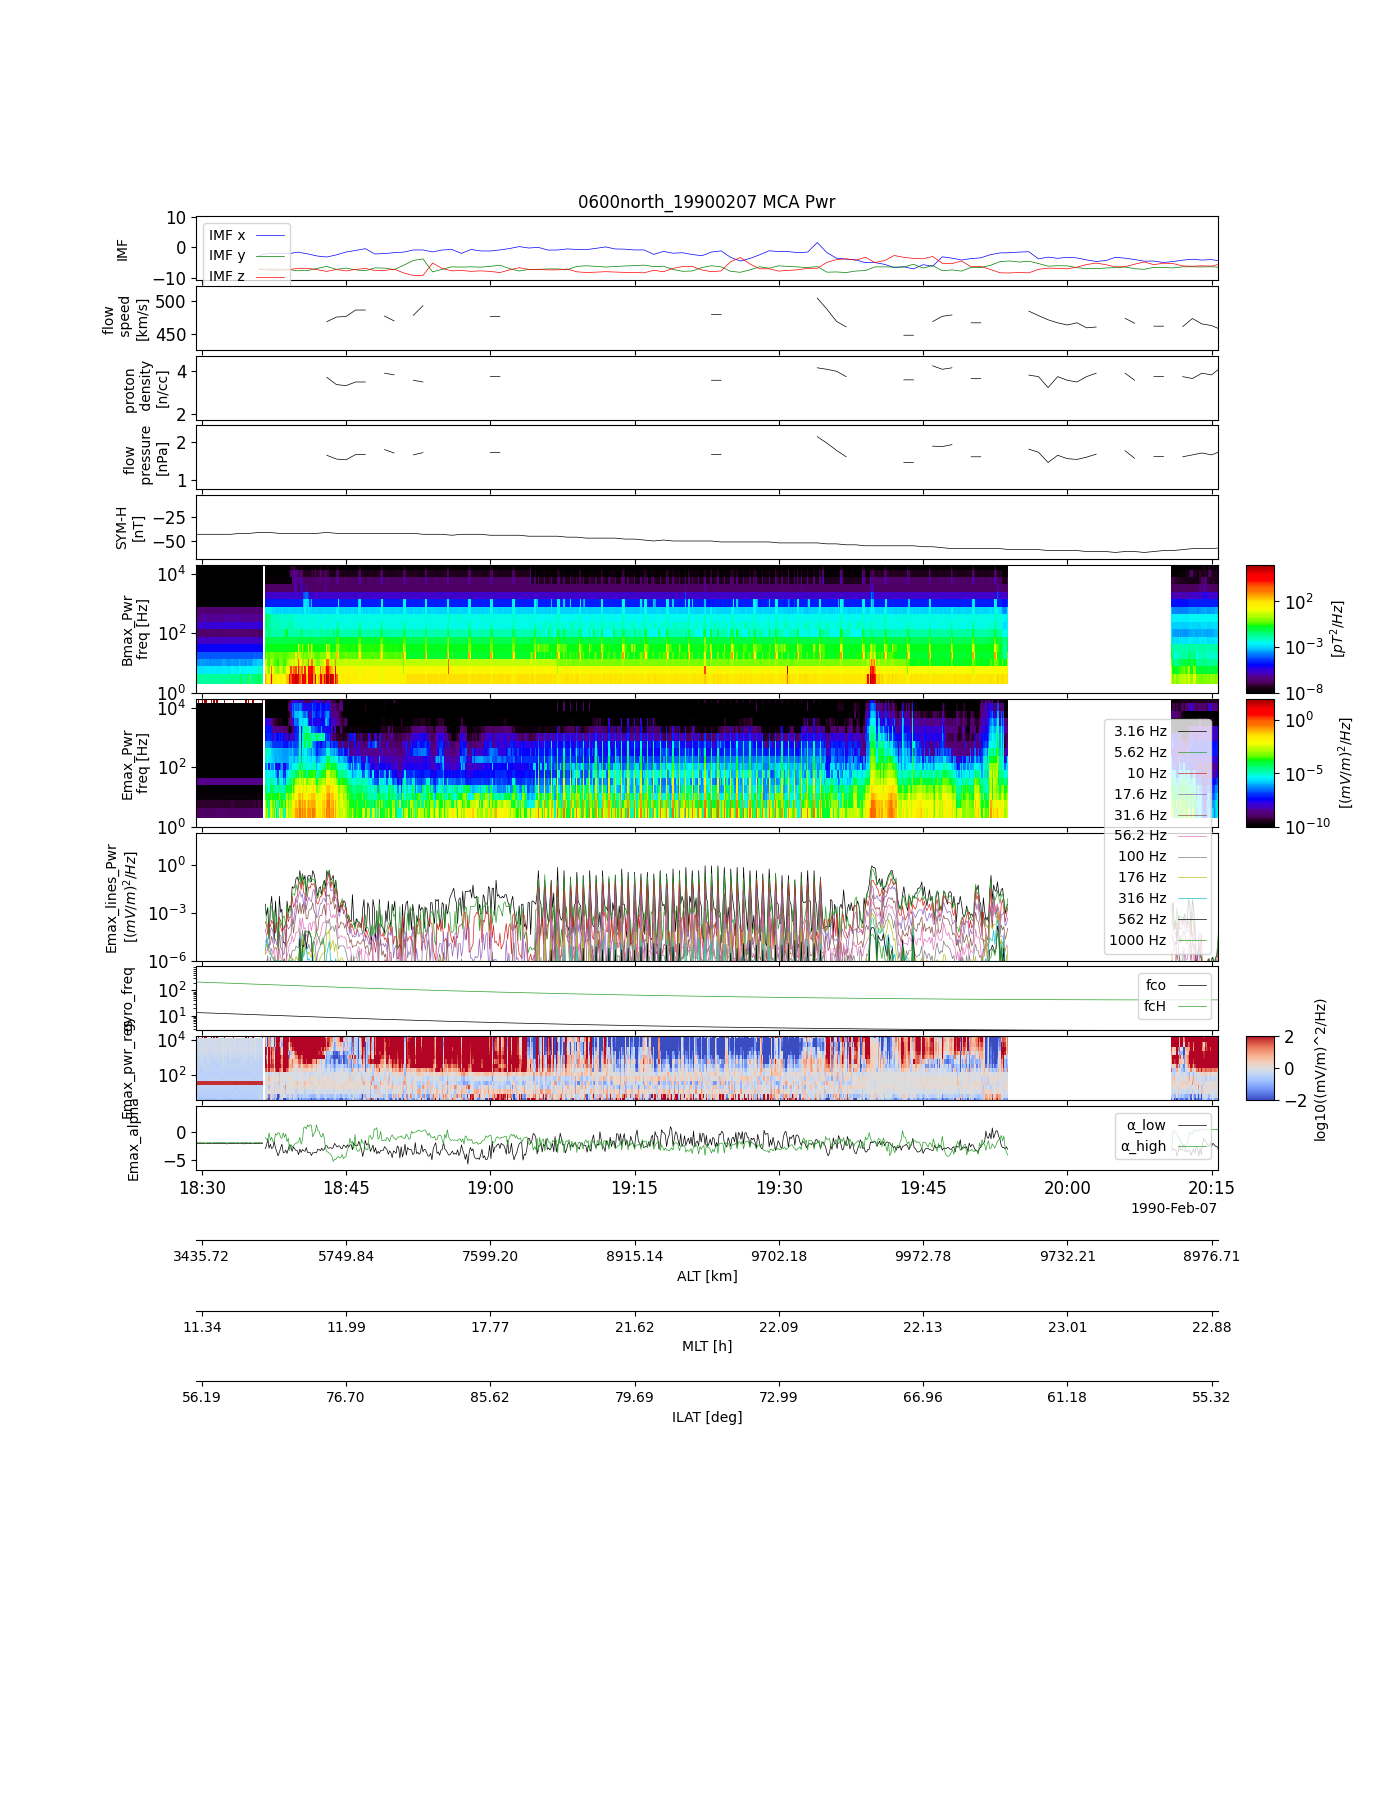 0600north_19900207 MCA Pwr
10
0
−10
IMF
IMF x
IMF y
IMF z
500
450
flow
speed
[km/s]
4
2
proton
density
[n/cc]
2
1
flow
pressure
[nPa]
−25
−50
SYM-H
[nT]
10^4
10^2
10^0
Bmax_Pwr
freq [Hz]
10^2
10^−3
10^−8
[pT^2/Hz]
10^4
10^2
10^0
Emax_Pwr
freq [Hz]
10^0
10^−5
10^−10
[(mV/m)^2/Hz]
3.16 Hz
5.62 Hz
10 Hz
17.6 Hz
31.6 Hz
56.2 Hz
100 Hz
176 Hz
316 Hz
562 Hz
1000 Hz
10^0
10^−3
10^−6
Emax_lines_Pwr
[(mV/m)^2/Hz]
10^2
10^1
gyro_freq
fco
fcH
10^4
10^2
Emax_pwr_reg
2
0
−2
log10((mV/m)^2/Hz)
0
−5
Emax_alpha
α_low
α_high
18:30 18:45 19:00 19:15 19:30 19:45 20:00 20:15
1990-Feb-07
3435.72 5749.84 7599.20 8915.14 9702.18 9972.78 9732.21 8976.71
ALT [km]
11.34 11.99 17.77 21.62 22.09 22.13 23.01 22.88
MLT [h]
56.19 76.70 85.62 79.69 72.99 66.96 61.18 55.32
ILAT [deg]